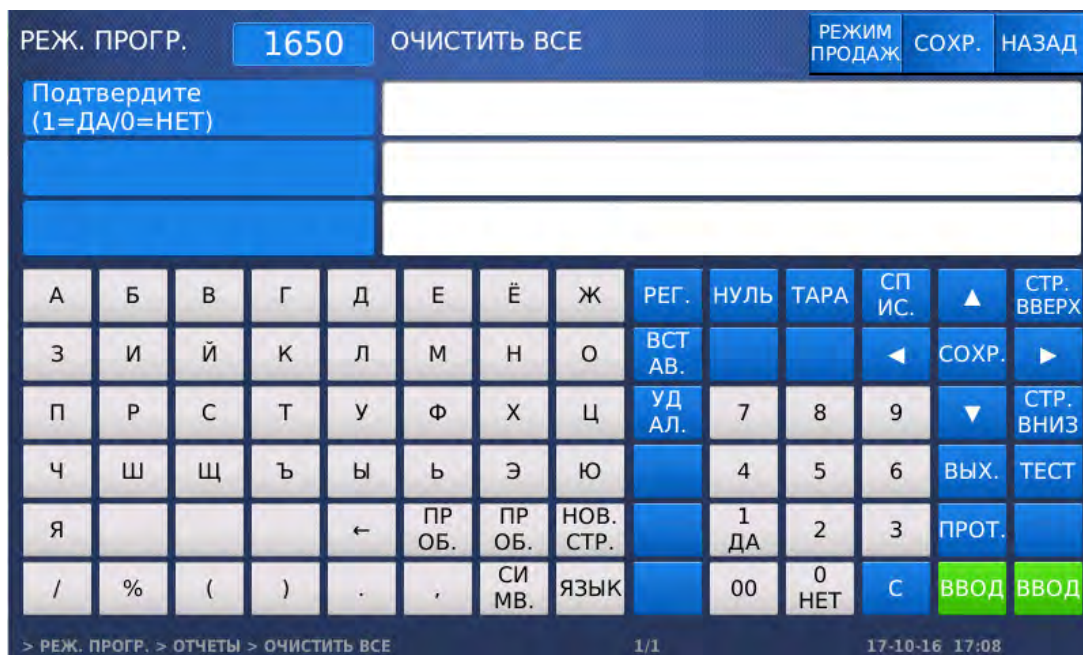 РЕЖ. ПРОГР. 1650 ОЧИСТИТЬ ВСЕ РЕЖИМ ПРОДАЖ СОХР. НАЗАД
Подтвердите
(1=ДА/0=НЕТ)
А Б В Г Д Е Ё Ж РЕГ. НУЛЬ ТАРА СП ИС. ▲ СТР. ВВЕРХ
З И Й К Л М Н О ВСТ АВ. ◀ СОХР. ▶
П Р С Т У Ф Х Ц УД АЛ. 7 8 9 ▼ СТР. ВНИЗ
Ч Ш Щ Ъ Ы Ь Э Ю 4 5 6 ВЫХ. ТЕСТ
Я ← ПР ОБ. ПР ОБ. НОВ. СТР. 1 ДА 2 3 ПРОТ.
/ % ( ) . , СИ МВ. ЯЗЫК 00 0 НЕТ С ВВОД ВВОД
> РЕЖ. ПРОГР. > ОТЧЕТЫ > ОЧИСТИТЬ ВСЕ 1/1 17-10-16 17:08